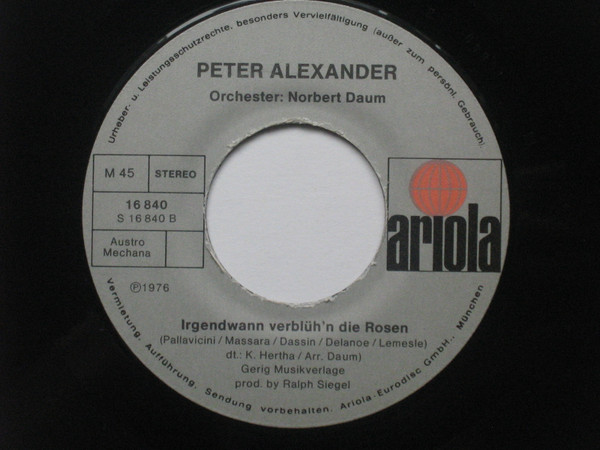 Urheber- u. Leistungsschutzrechte, besonders Vervielfältigung (außer zum persönl. Gebrauch),
PETER ALEXANDER
Orchester: Norbert Daum
M 45
STEREO
16 840
S 16 840 B
Austro
Mechana
ariola
Ⓟ1976
Irgendwann verblüh'n die Rosen
(Pallavicini / Massara / Dassin / Delanoe / Lemesle)
dt.: K. Hertha / Arr. Daum)
Gerig Musikverlage
prod. by Ralph Siegel
Vermietung, Aufführung, Sendung vorbehalten. Ariola-Eurodisc GmbH., München